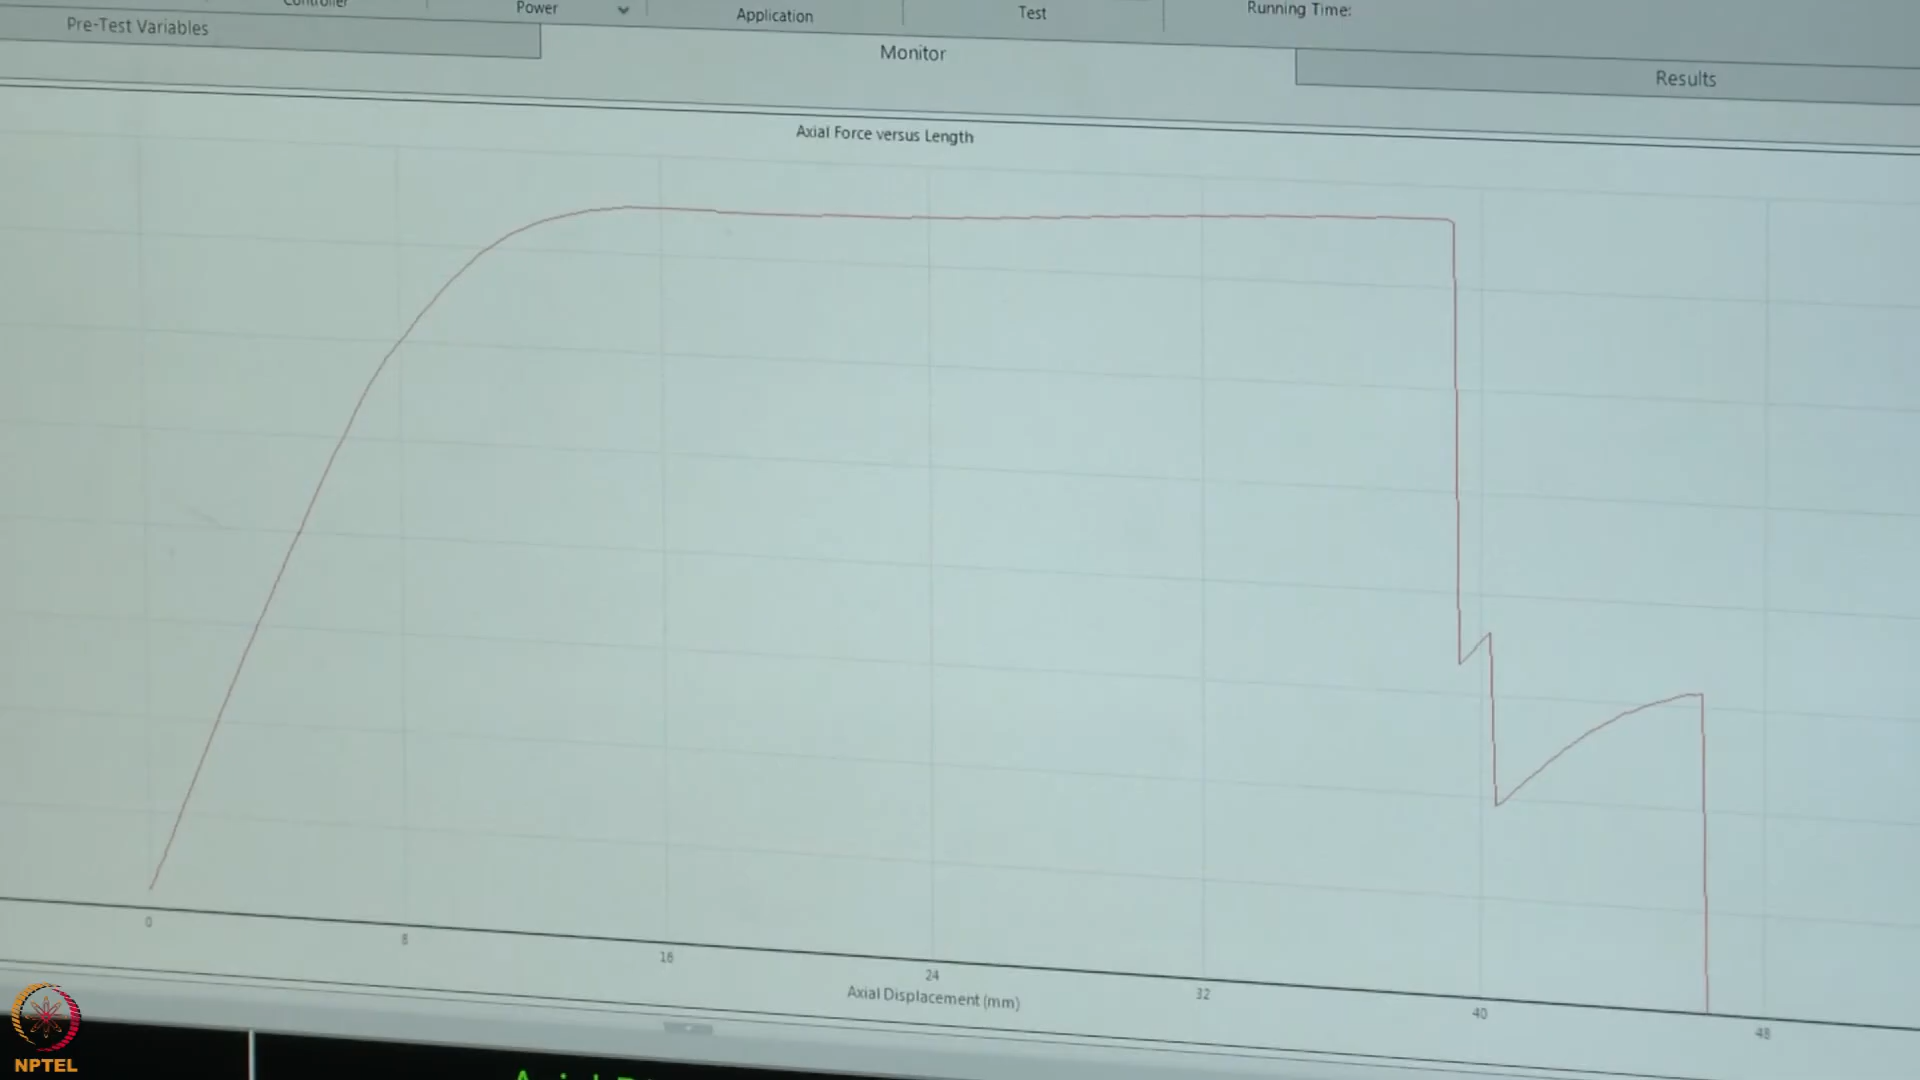 Controller
Power
Application
Test
Running Time:
Pre-Test Variables
Monitor
Results
Axial Force versus Length
0
8
16
24
32
40
48
Axial Displacement (mm)
NPTEL